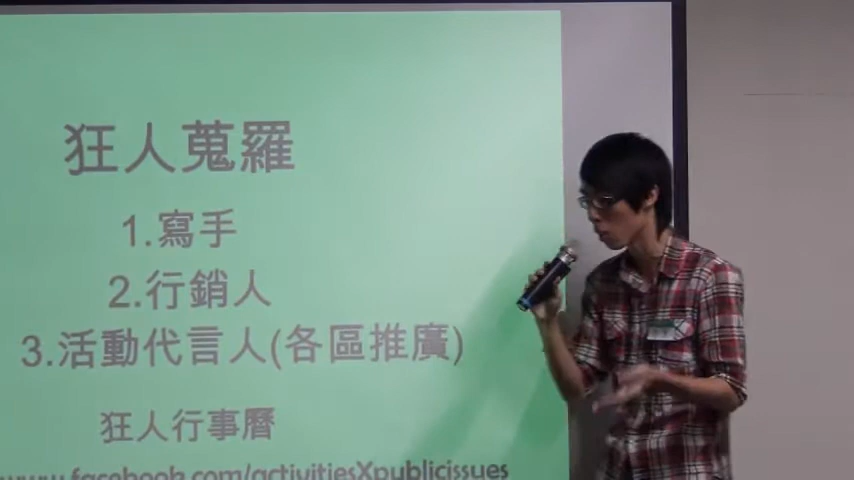 狂人蒐羅
1.寫手
2.行銷人
3.活動代言人(各區推廣)
狂人行事曆
www.facebook.com/activitiesXpublicissues